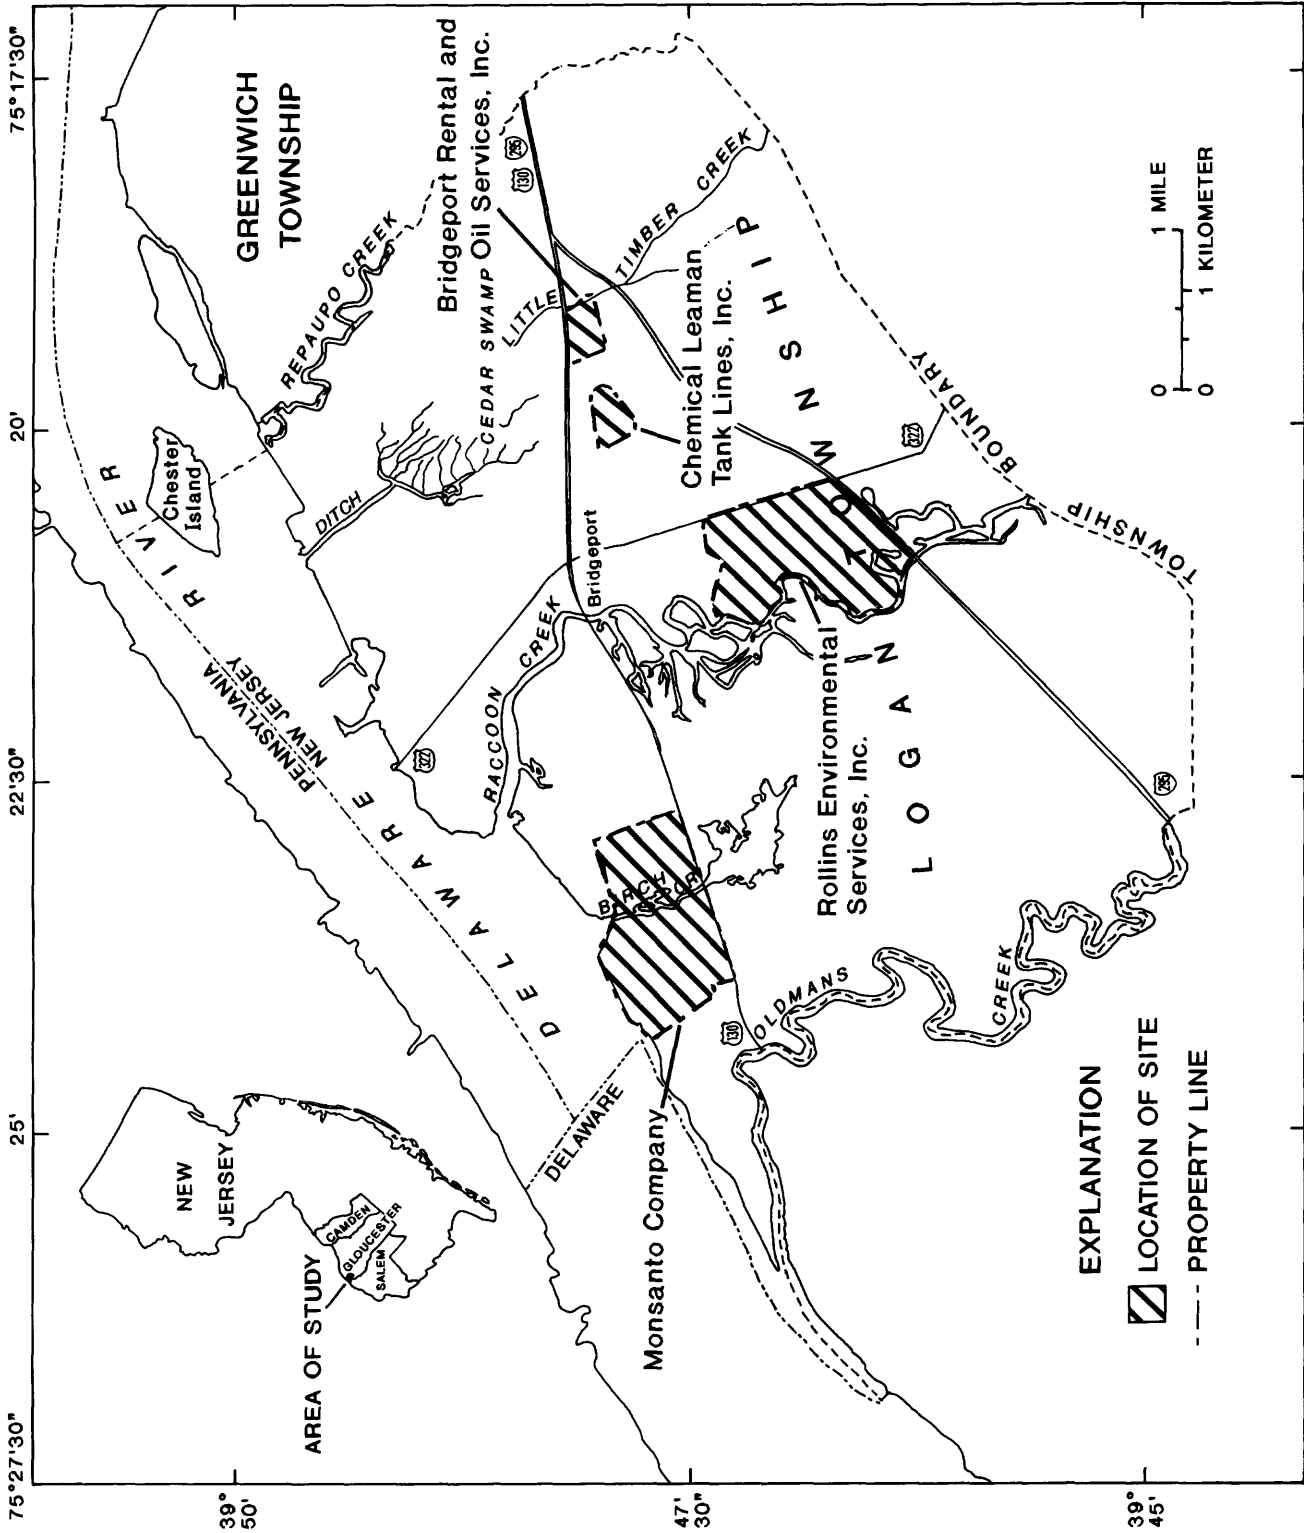 75°27'30"
25'
22'30"
20'
75°17'30"
39°
50'
47'
30"
39°
45'
NEW
JERSEY
CAMDEN
GLOUCESTER
SALEM
AREA OF STUDY
PENNSYLVANIA
NEW JERSEY
DELAWARE RIVER
DELAWARE
Chester
Island
GREENWICH
TOWNSHIP
REPAUPO CREEK
DITCH
CEDAR SWAMP
Bridgeport Rental and
Oil Services, Inc.
130
295
LITTLE TIMBER CREEK
Chemical Leaman
Tank Lines, Inc.
322
RACCOON CREEK
Bridgeport
322
BIRCH CR
Monsanto Company
130
OLDMANS CREEK
Rollins Environmental
Services, Inc.
LOGAN TOWNSHIP
295
TOWNSHIP BOUNDARY
EXPLANATION
LOCATION OF SITE
PROPERTY LINE
0 1 MILE
0 1 KILOMETER